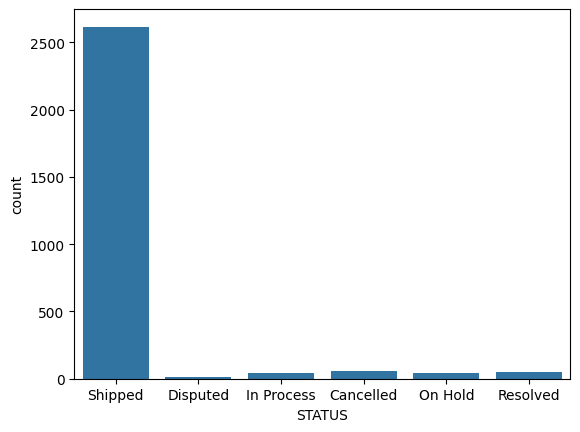 count
2500
2000
1500
1000
500
0
Shipped Disputed In Process Cancelled On Hold Resolved
STATUS